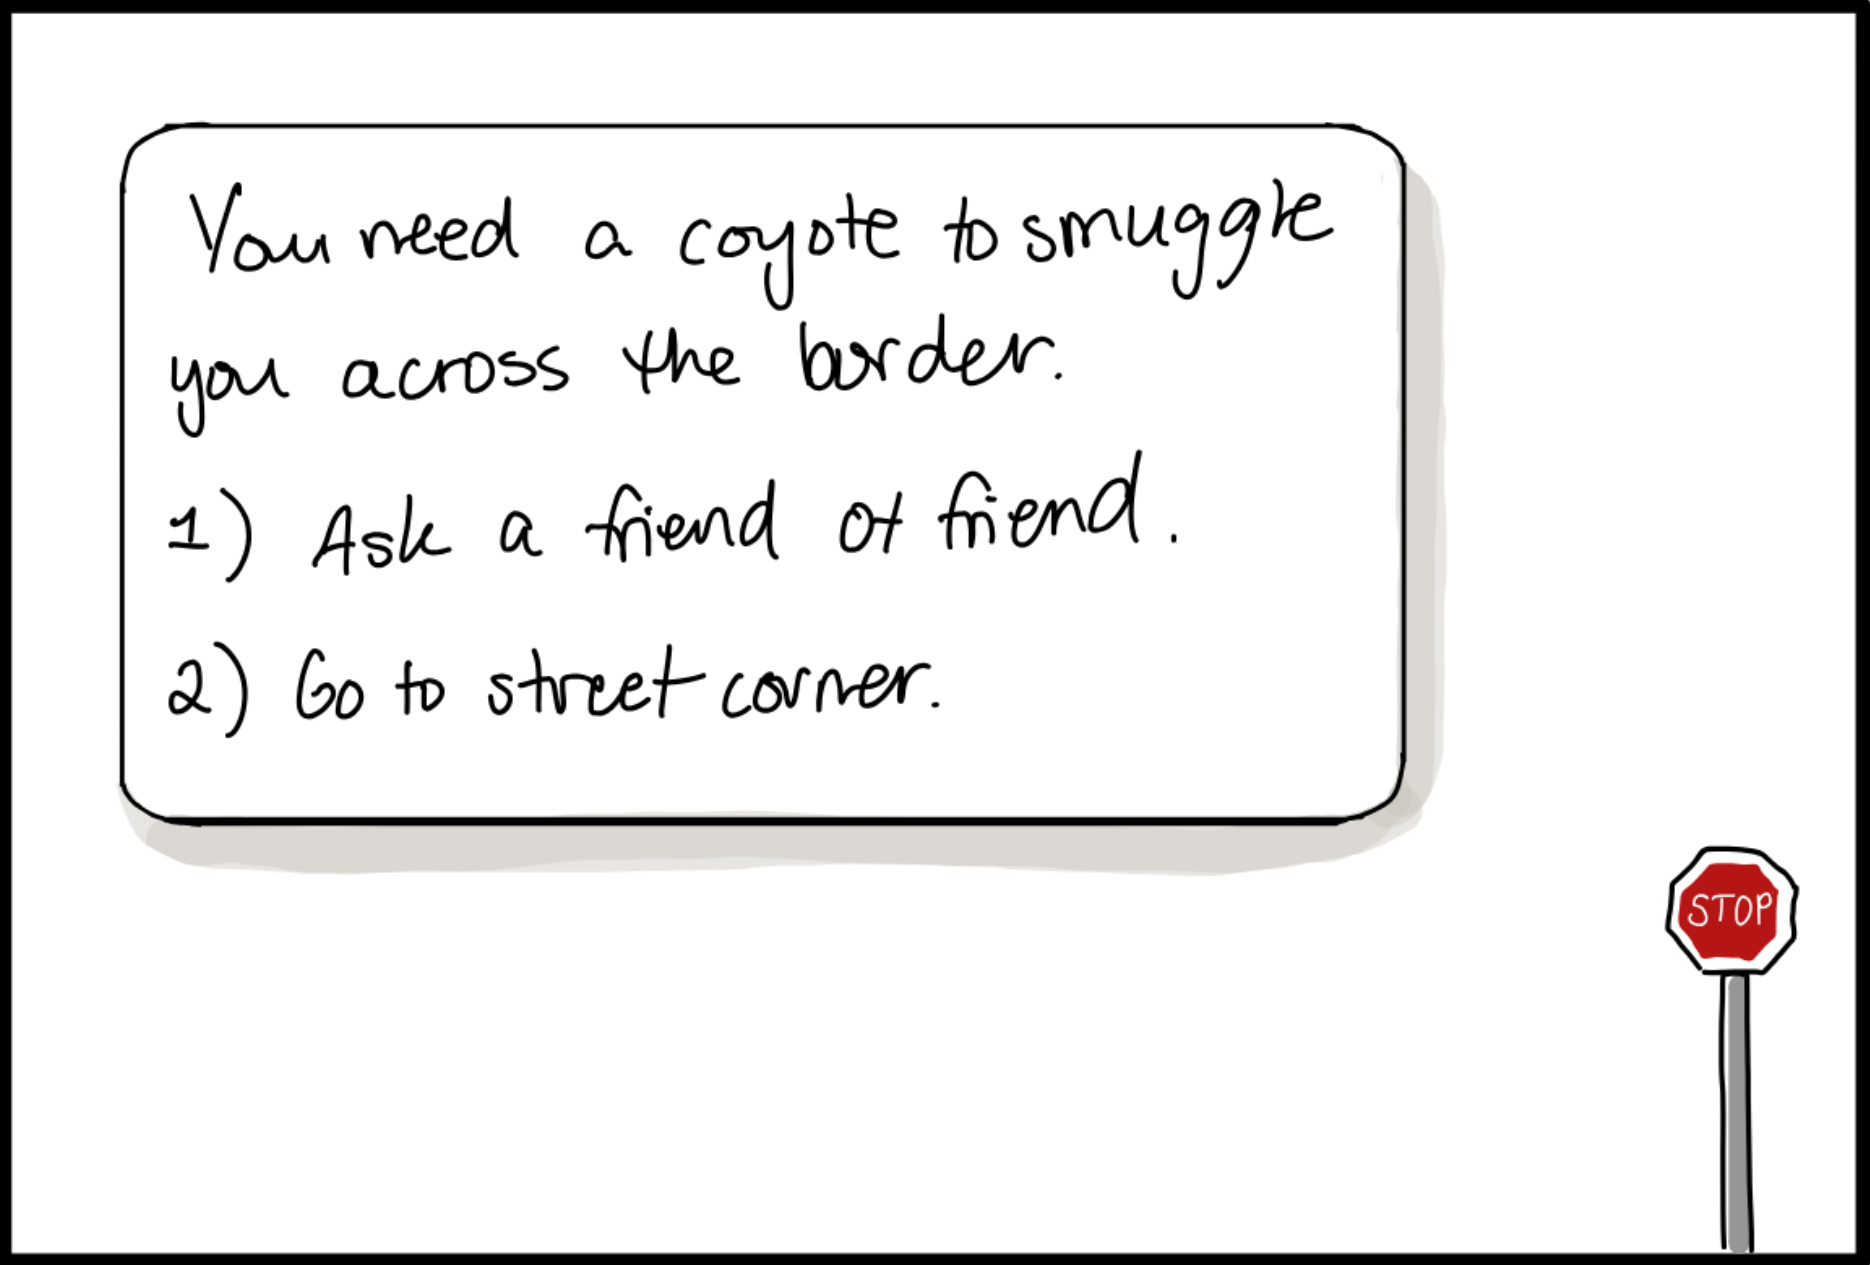 You need a coyote to smuggle
you across the border.
1) Ask a friend of friend.
2) Go to street corner.
STOP